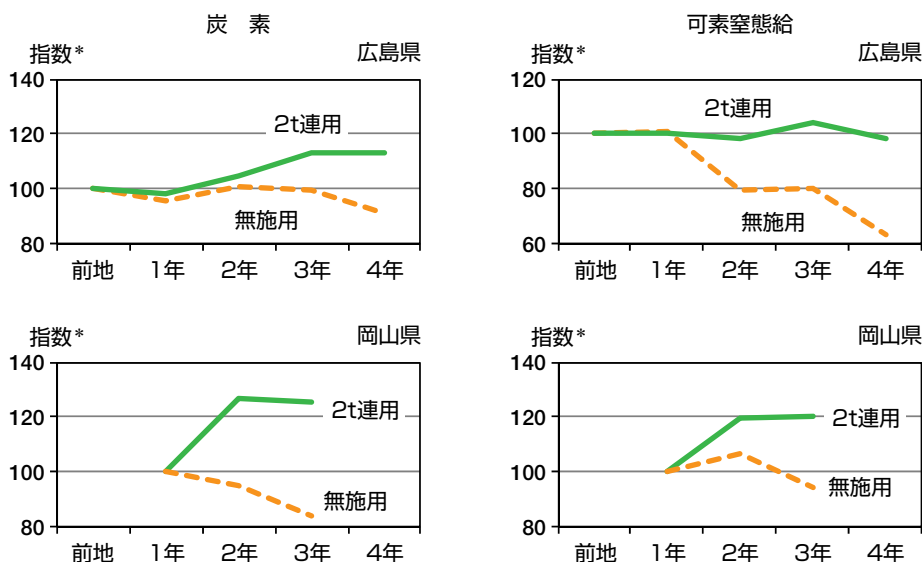 炭 素
指数*
広島県
140
120
100
80
2t連用
無施用
前地
1年
2年
3年
4年
可素窒態給
指数*
広島県
120
100
80
60
2t連用
無施用
前地
1年
2年
3年
4年
指数*
岡山県
140
120
100
80
2t連用
無施用
前地
1年
2年
3年
4年
指数*
岡山県
140
120
100
80
2t連用
無施用
前地
1年
2年
3年
4年